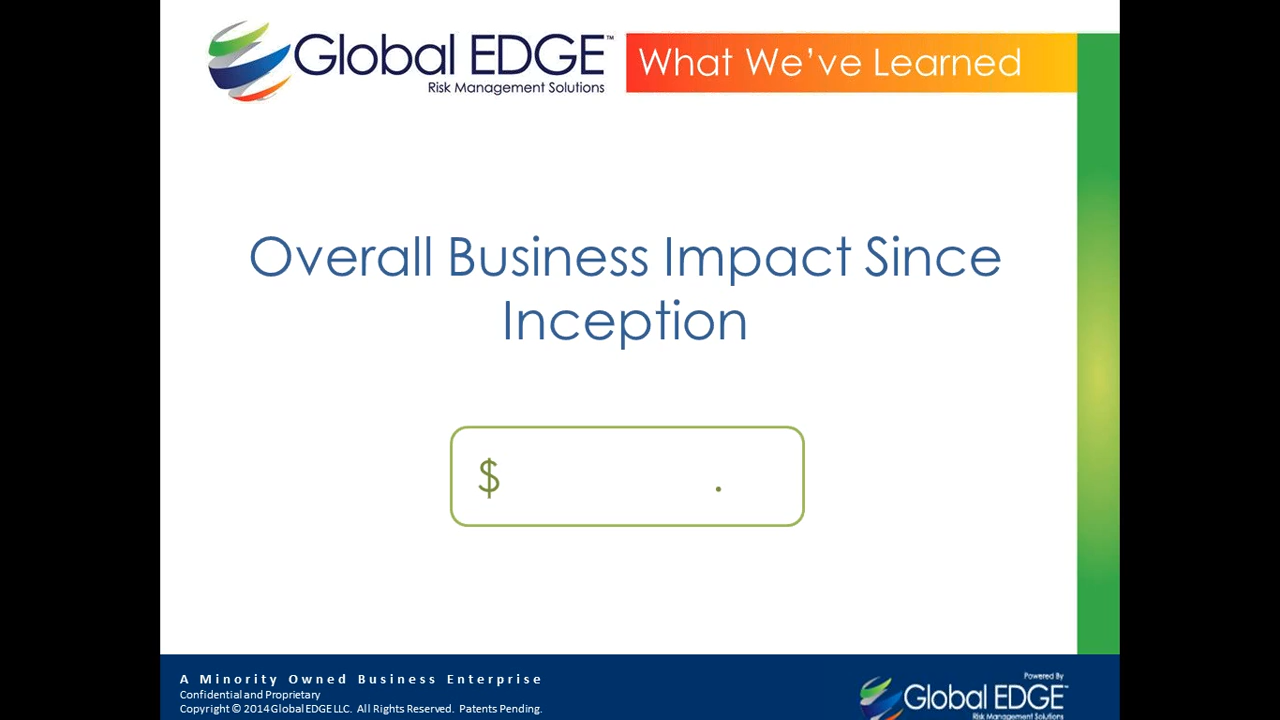 Global EDGE™
Risk Management Solutions
What We’ve Learned
Overall Business Impact Since
Inception
$ .
A Minority Owned Business Enterprise
Confidential and Proprietary
Copyright © 2014 Global EDGE LLC. All Rights Reserved. Patents Pending.
Powered By
Global EDGE™
Risk Management Solutions